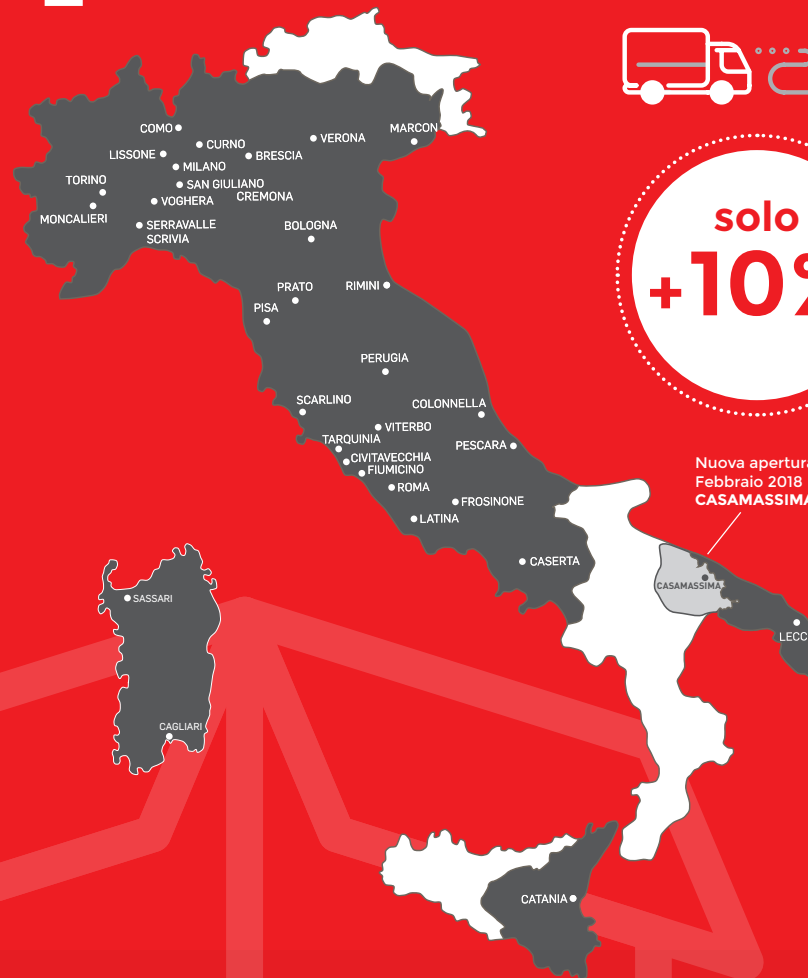 COMO
CURNO
VERONA
MARCON
LISSONE
BRESCIA
MILANO
TORINO
SAN GIULIANO
CREMONA
VOGHERA
MONCALIERI
SERRAVALLE
SCRIVIA
BOLOGNA
solo
+10%
PRATO
RIMINI
PISA
PERUGIA
SCARLINO
COLONNELLA
VITERBO
TARQUINIA
PESCARA
CIVITAVECCHIA
FIUMICINO
ROMA
FROSINONE
LATINA
Nuova apertura
Febbraio 2018
CASAMASSIMA
CASERTA
CASAMASSIMA
SASSARI
LECC
CAGLIARI
CATANIA